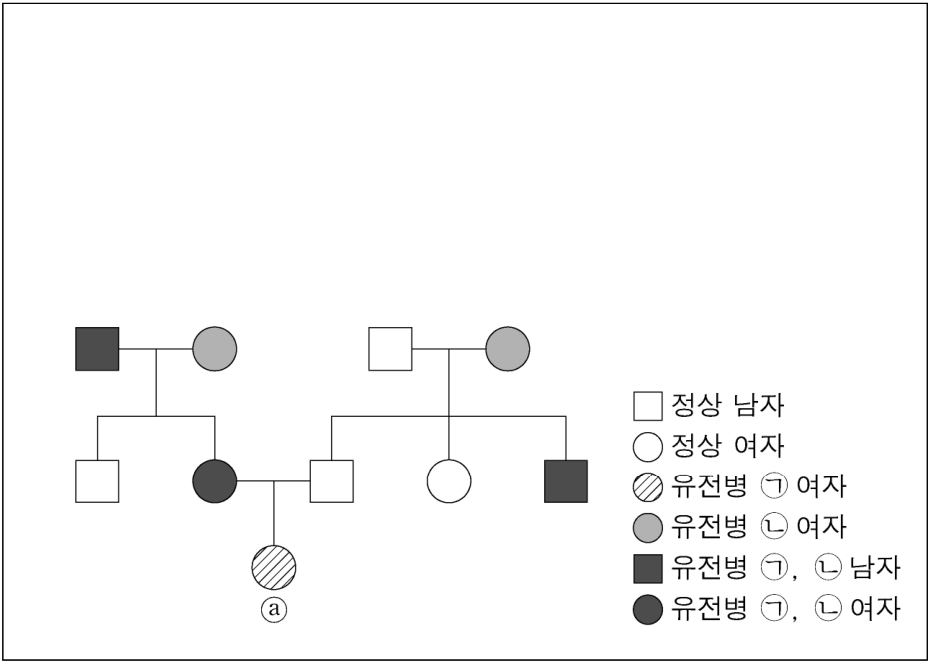 정상 남자
정상 여자
유전병 ㉠ 여자
유전병 ㉡ 여자
유전병 ㉠, ㉡ 남자
유전병 ㉠, ㉡ 여자
ⓐ